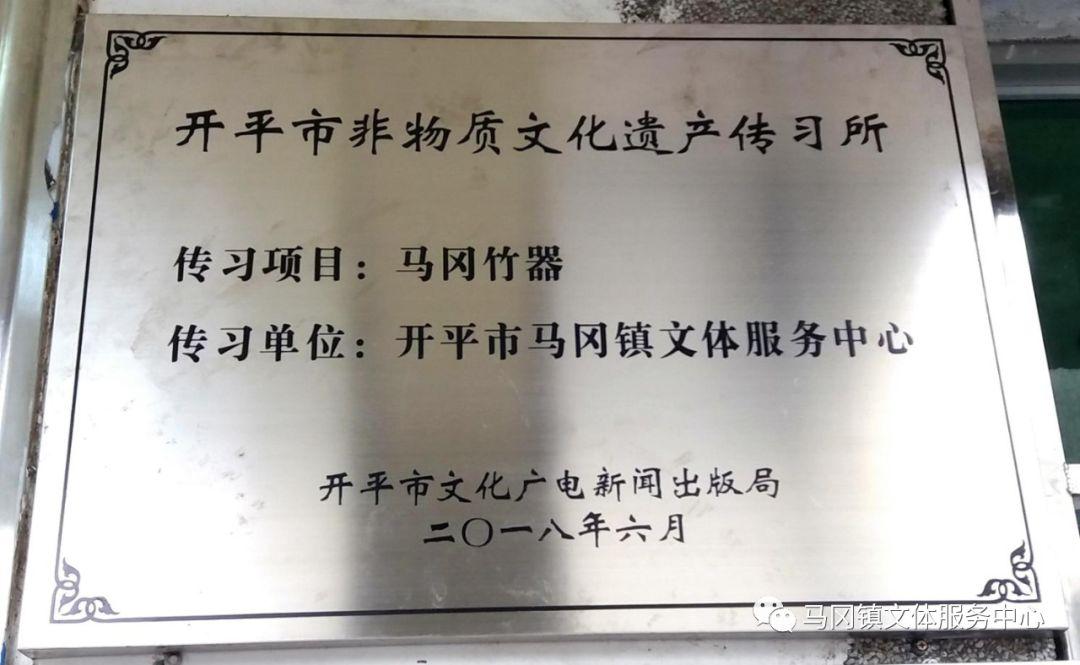 开平市非物质文化遗产传习所
传习项目：马冈竹器
传习单位：开平市马冈镇文体服务中心
开平市文化广电新闻出版局
二〇一八年六月
马冈镇文体服务中心